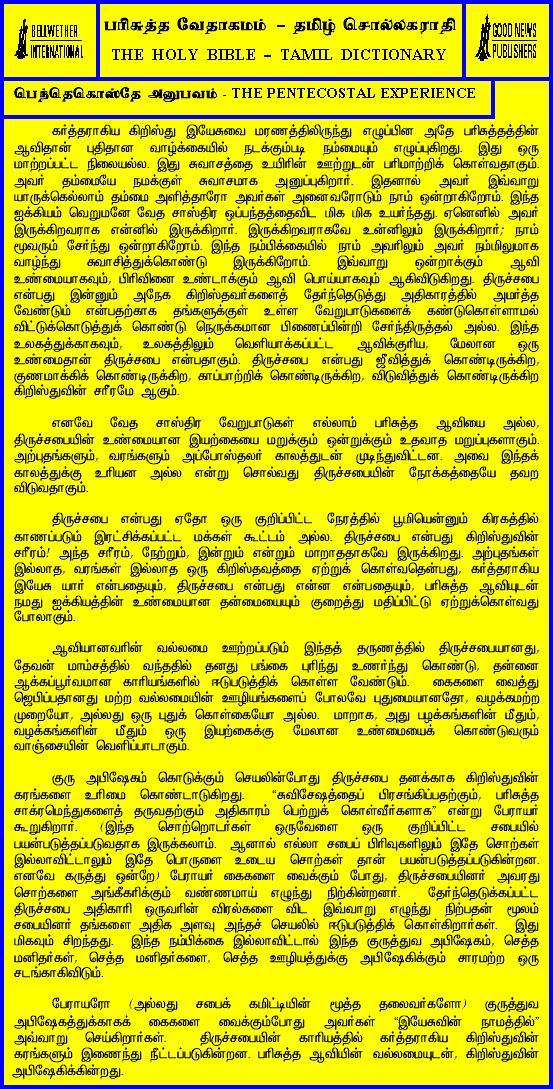 BELLWETHER
INTERNATIONAL
பரிசுத்த வேதாகமம் – தமிழ் சொல்லகராதி
THE HOLY BIBLE – TAMIL DICTIONARY
GOOD NEWS
PUBLISHERS
பெந்தெகொஸ்தே அனுபவம் - THE PENTECOSTAL EXPERIENCE
கர்த்தராகிய கிறிஸ்து இயேசுவை மரணத்திலிருந்து எழுப்பின அதே பரிசுத்தத்தின்
ஆவிதான் புதிதான வாழ்க்கையில் நடக்கும்படி நம்மையும் எழுப்புகிறது. இது ஒரு
மாற்றப்பட்ட நிலையல்ல. இது சுவாசத்தை உயிரின் ஊற்றுடன் பரிமாற்றிக் கொள்வதாகும்.
அவர் தம்மையே நமக்குள் சுவாசமாக அனுப்புகிறார். இதனால் அவர் இவ்வாறு
யாருக்கெல்லாம் தம்மை அளித்தாரோ அவர்கள் அனைவரோடும் நாம் ஒன்றாகிறோம். இந்த
ஐக்கியம் வெறுமனே வேத சாஸ்திர ஒப்பந்தத்தைவிட மிக மிக உயர்ந்தது. ஏனெனில் அவர்
இருக்கிறவராக என்னில் இருக்கிறார். இருக்கிறவராகவே உன்னிலும் இருக்கிறார்; நாம்
மூவரும் சேர்ந்து ஒன்றாகிறோம். இந்த நம்பிக்கையில் நாம் அவரிலும் அவர் நம்மிலுமாக
வாழ்ந்து சுவாசித்துக்கொண்டு இருக்கிறோம். இவ்வாறு ஒன்றாக்கும் ஆவி
உண்மையாகவும், பிரிவினை உண்டாக்கும் ஆவி பொய்யாகவும் ஆகிவிடுகிறது. திருச்சபை
என்பது இன்னும் அநேக கிறிஸ்தவர்களைத் தேர்ந்தெடுத்து அதிகாரத்தில் அமர்த்த
வேண்டும் என்பதற்காக தங்களுக்குள் உள்ள வேறுபாடுகளைக் கண்டுகொள்ளாமல்
விட்டுக்கொடுத்துக் கொண்டு நெருக்கமான பிணைப்பின்றி சேர்ந்திருத்தல் அல்ல. இந்த
உலகத்துக்காகவும், உலகத்திலும் வெளியாக்கப்பட்ட ஆவிக்குரிய, மேலான ஒரு
உண்மைதான் திருச்சபை என்பதாகும். திருச்சபை என்பது ஜீவித்துக் கொண்டிருக்கிற,
குணமாக்கிக் கொண்டிருக்கிற, காப்பாற்றிக் கொண்டிருக்கிற, விடுவித்துக் கொண்டிருக்கிற
கிறிஸ்துவின் சரீரமே ஆகும்.
எனவே வேத சாஸ்திர வேறுபாடுகள் எல்லாம் பரிசுத்த ஆவியை அல்ல,
திருச்சபையின் உண்மையான இயற்கையை மறுக்கும் ஒன்றுக்கும் உதவாத மறுப்புகளாகும்.
அற்புதங்களும், வரங்களும் அப்போஸ்தலர் காலத்துடன் முடிந்துவிட்டன. அவை இந்தக்
காலத்துக்கு உரியன அல்ல என்று சொல்வது திருச்சபையின் நோக்கத்தையே தவற
விடுவதாகும்.
திருச்சபை என்பது ஏதோ ஒரு குறிப்பிட்ட நேரத்தில் பூமியென்னும் கிரகத்தில்
காணப்படும் இரட்சிக்கப்பட்ட மக்கள் கூட்டம் அல்ல. திருச்சபை என்பது கிறிஸ்துவின்
சரீரம்! அந்த சரீரம், நேற்றும், இன்றும் என்றும் மாறாததாகவே இருக்கிறது. அற்புதங்கள்
இல்லாத, வரங்கள் இல்லாத ஒரு கிறிஸ்தவத்தை ஏற்றுக் கொள்வதென்பது, கர்த்தராகிய
இயேசு யார் என்பதையும், திருச்சபை என்பது என்ன என்பதையும், பரிசுத்த ஆவியுடன்
நமது ஐக்கியத்தின் உண்மையான தன்மையையும் குறைத்து மதிப்பிட்டு ஏற்றுக்கொள்வது
போலாகும்.
ஆவியானவரின் வல்லமை ஊற்றப்படும் இந்தத் தருணத்தில் திருச்சபையானது,
தேவன் மாம்சத்தில் வந்ததில் தனது பங்கை புரிந்து உணர்ந்து கொண்டு, தன்னை
ஆக்கப்பூர்வமான காரியங்களில் ஈடுபடுத்திக் கொள்ள வேண்டும். கைகளை வைத்து
ஜெபிப்பதானது மற்ற வல்லமையின் ஊழியங்களைப் போலவே புதுமையானதோ, வழக்கமற்ற
முறையோ, அல்லது ஒரு புதுக் கொள்கையோ அல்ல. மாறாக, அது பழக்கங்களின் மீதும்,
வழக்கங்களின் மீதும் ஒரு இயற்கைக்கு மேலான உண்மையைக் கொண்டுவரும்
வாஞ்சையின் வெளிப்பாடாகும்.
குரு அபிஷேகம் கொடுக்கும் செயலின்போது திருச்சபை தனக்காக கிறிஸ்துவின்
கரங்களை உரிமை கொண்டாடுகிறது. “சுவிசேஷத்தைப் பிரசங்கிப்பதற்கும், பரிசுத்த
சாக்ரமெந்துகளைத் தருவதற்கும் அதிகாரம் பெற்றுக் கொள்வீர்களாக” என்று பேராயர்
கூறுகிறார். (இந்த சொற்றொடர்கள் ஒருவேளை ஒரு குறிப்பிட்ட சபையில்
பயன்படுத்தப்படுவதாக இருக்கலாம். ஆனால் எல்லா சபைப் பிரிவுகளிலும் இதே சொற்கள்
இல்லாவிட்டாலும் இதே பொருளை உடைய சொற்கள் தான் பயன்படுத்தப்படுகின்றன.
எனவே கருத்து ஒன்றே) பேராயர் கைகளை வைக்கும் போது, திருச்சபையினர் அவரது
சொற்களை அங்கீகரிக்கும் வண்ணமாய் எழுந்து நிற்கின்றனர். தேர்ந்தெடுக்கப்பட்ட
திருச்சபை அதிகாரி ஒருவரின் விரல்களை விட இவ்வாறு எழுந்து நிற்பதன் மூலம்
சபையினர் தங்களை அதிக அளவு அந்தச் செயலில் ஈடுபடுத்திக் கொள்கிறார்கள். இது
மிகவும் சிறந்தது. இந்த நம்பிக்கை இல்லாவிட்டால் இந்த குருத்துவ அபிஷேகம், செத்த
மனிதர்கள், செத்த மனிதர்களை, செத்த ஊழியத்துக்கு அபிஷேகிக்கும் சாரமற்ற ஒரு
சடங்காகிவிடும்.
பேராயரோ (அல்லது சபைக் கமிட்டியின் மூத்த தலைவர்களோ) குருத்துவ
அபிஷேகத்துக்காகக் கைகளை வைக்கும்போது அவர்கள் “இயேசுவின் நாமத்தில்”
அவ்வாறு செய்கிறார்கள். திருச்சபையின் காரியத்தில் கர்த்தராகிய கிறிஸ்துவின்
கரங்களும் இணைந்து நீட்டப்படுகின்றன. பரிசுத்த ஆவியின் வல்லமையுடன், கிறிஸ்துவின்
அபிஷேகிக்கின்றது.